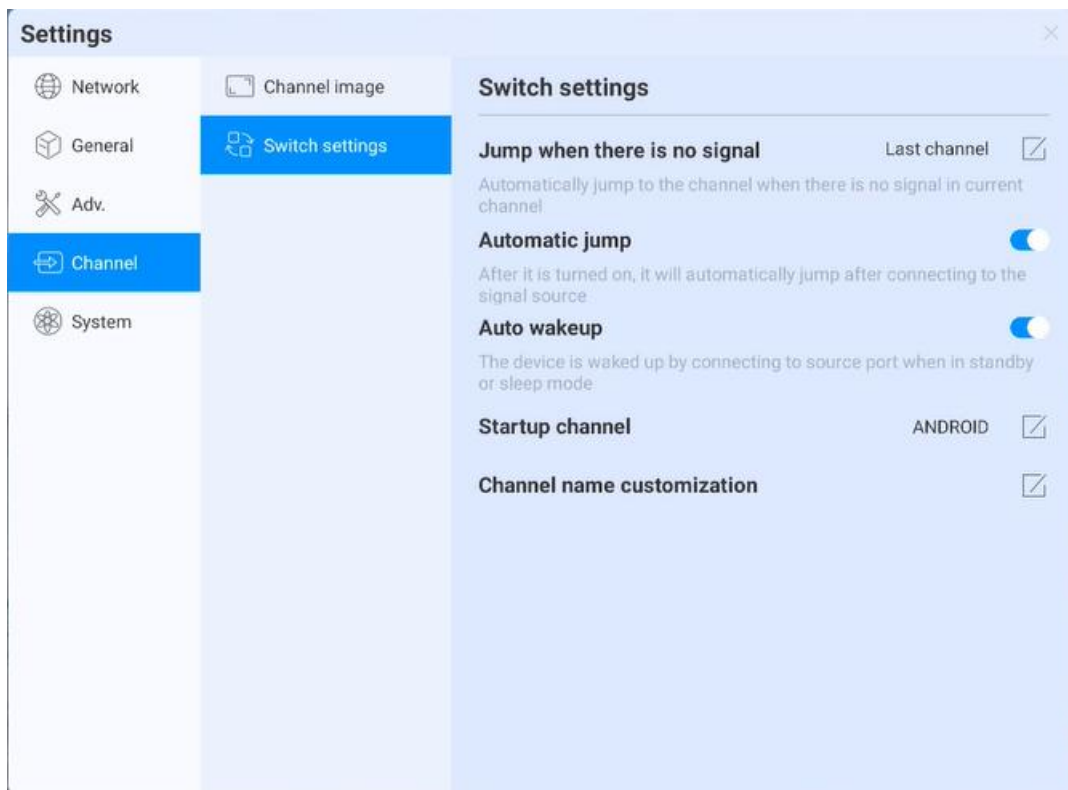 Settings
Network
General
Adv.
Channel
System
Channel image
Switch settings
Switch settings
Jump when there is no signal Last channel
Automatically jump to the channel when there is no signal in current
channel
Automatic jump
After it is turned on, it will automatically jump after connecting to the
signal source
Auto wakeup
The device is waked up by connecting to source port when in standby
or sleep mode
Startup channel ANDROID
Channel name customization